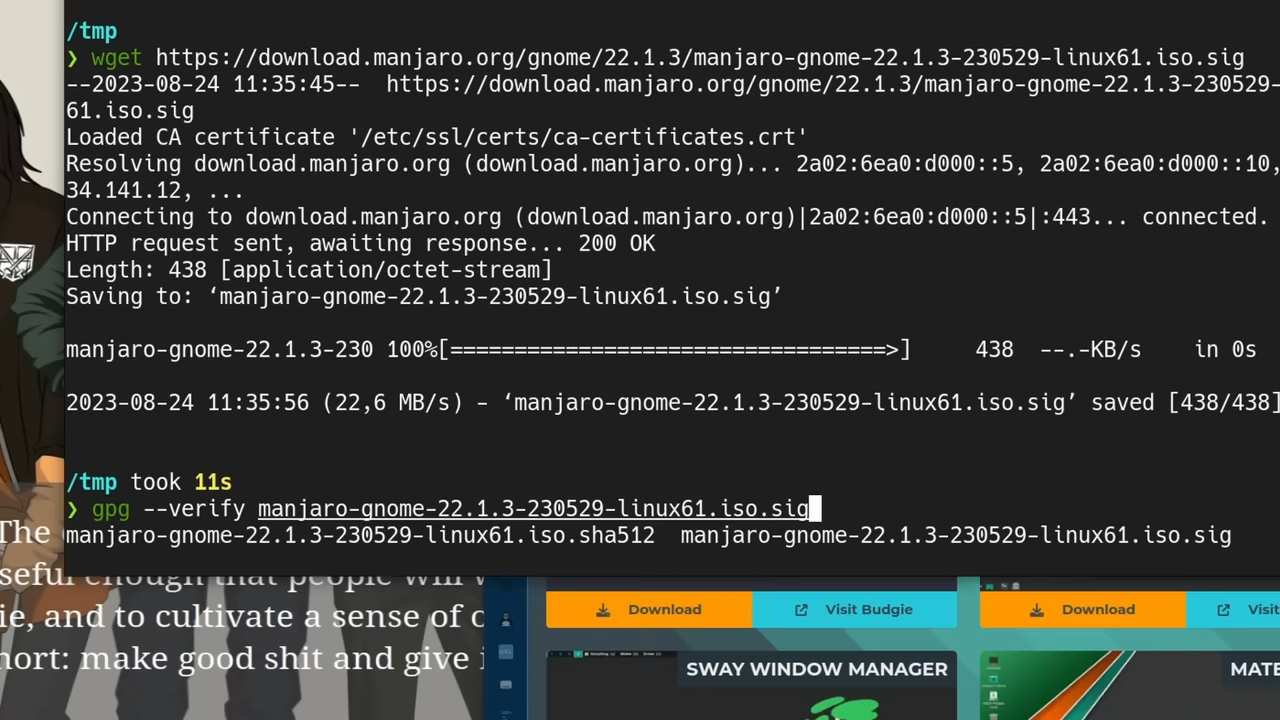 /tmp
❯ wget https://download.manjaro.org/gnome/22.1.3/manjaro-gnome-22.1.3-230529-linux61.iso.sig
--2023-08-24 11:35:45--  https://download.manjaro.org/gnome/22.1.3/manjaro-gnome-22.1.3-230529-
61.iso.sig
Loaded CA certificate '/etc/ssl/certs/ca-certificates.crt'
Resolving download.manjaro.org (download.manjaro.org)... 2a02:6ea0:d000::5, 2a02:6ea0:d000::10,
34.141.12, ...
Connecting to download.manjaro.org (download.manjaro.org)|2a02:6ea0:d000::5|:443... connected.
HTTP request sent, awaiting response... 200 OK
Length: 438 [application/octet-stream]
Saving to: ‘manjaro-gnome-22.1.3-230529-linux61.iso.sig’
manjaro-gnome-22.1.3-230 100%[==================================>]     438  --.-KB/s    in 0s
2023-08-24 11:35:56 (22,6 MB/s) - ‘manjaro-gnome-22.1.3-230529-linux61.iso.sig’ saved [438/438]
/tmp took 11s
❯ gpg --verify manjaro-gnome-22.1.3-230529-linux61.iso.sig
manjaro-gnome-22.1.3-230529-linux61.iso.sha512  manjaro-gnome-22.1.3-230529-linux61.iso.sig
The
seful enough that people will
ie, and to cultivate a sense of
hort: make good shit and give
Download
Visit Budgie
Download
Visit
SWAY WINDOW MANAGER
MATE